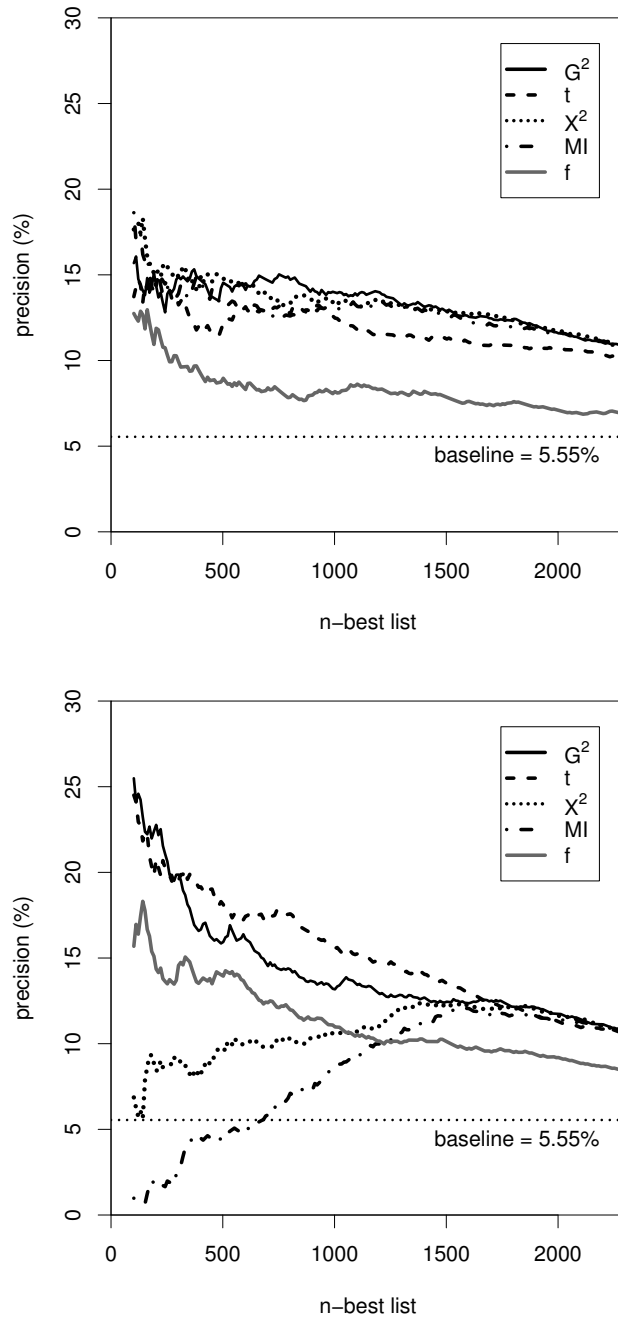 30
25
20
15
10
5
0
precision (%)
G²
t
X²
MI
f
baseline = 5.55%
0 500 1000 1500 2000
n−best list
30
25
20
15
10
5
0
precision (%)
G²
t
X²
MI
f
baseline = 5.55%
0 500 1000 1500 2000
n−best list